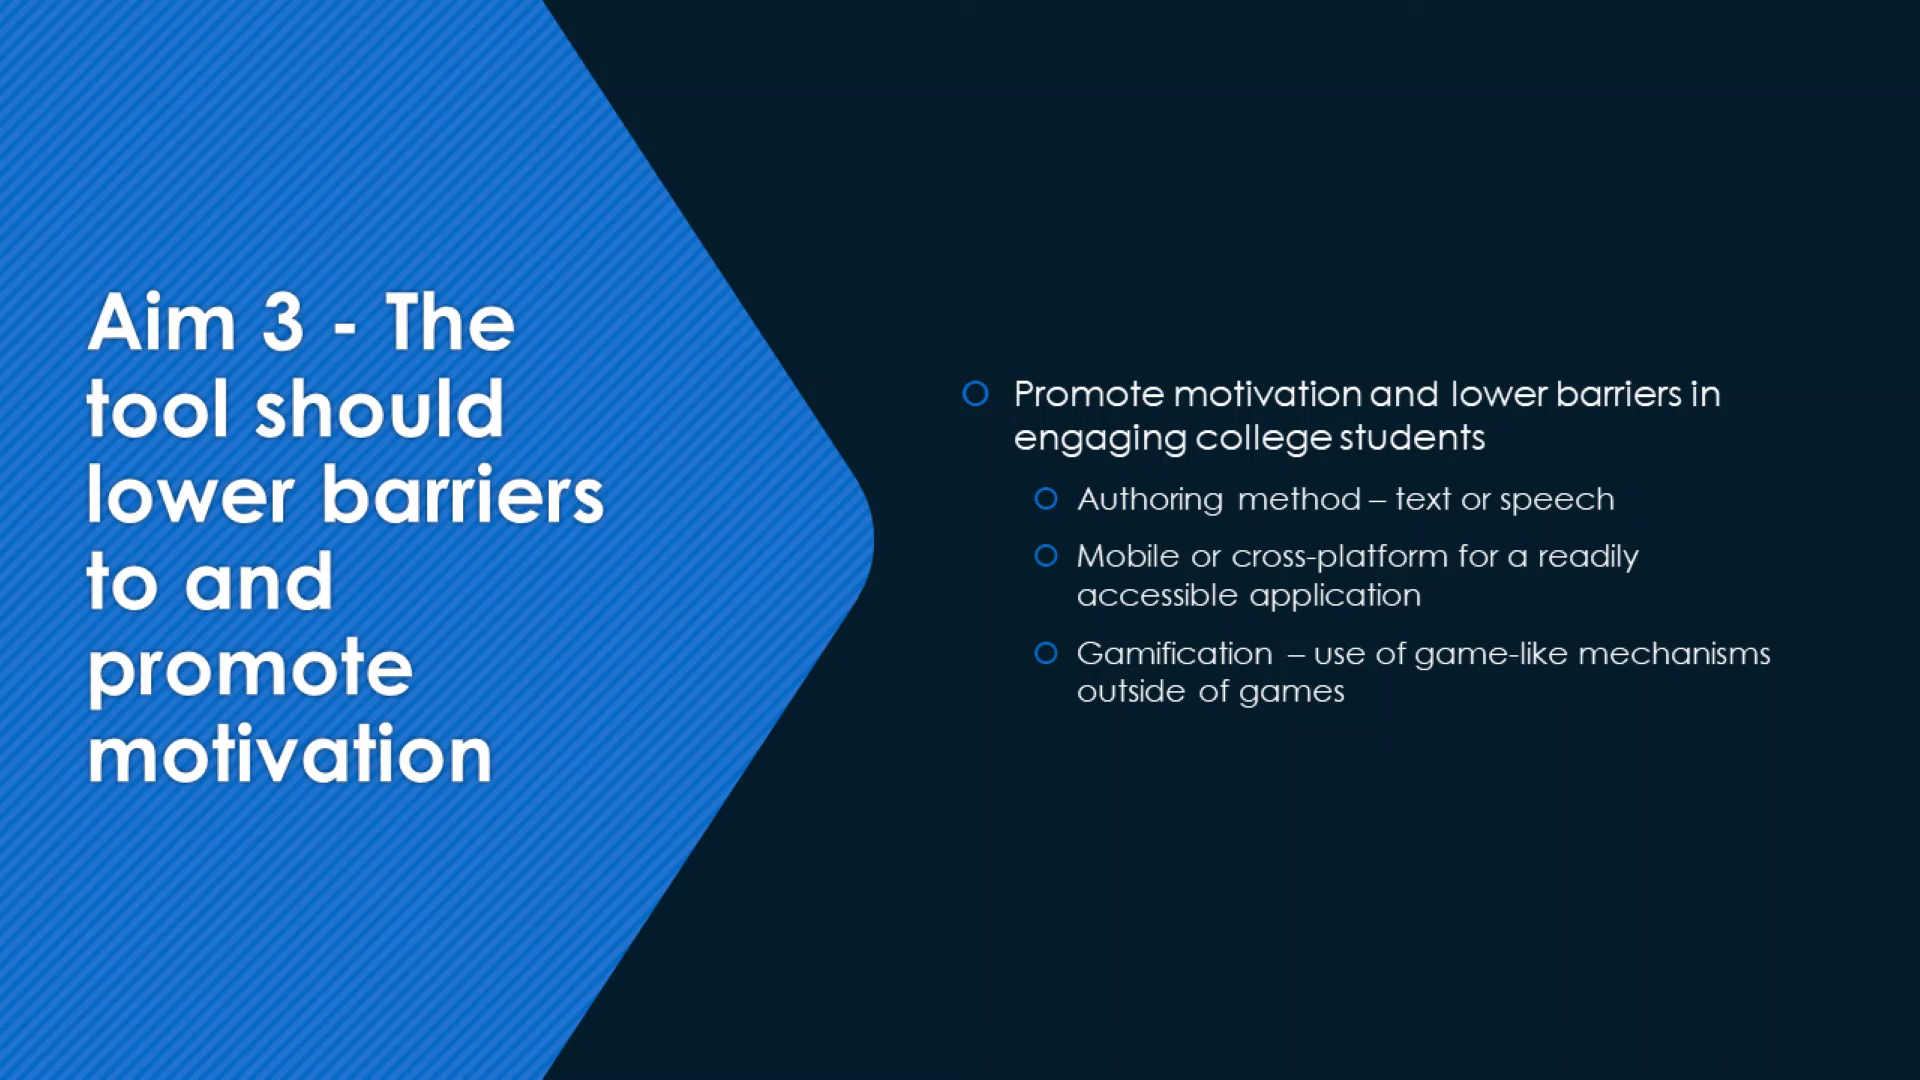 Aim 3 - The
tool should
lower barriers
to and
promote
motivation
Promote motivation and lower barriers in
engaging college students
Authoring method – text or speech
Mobile or cross-platform for a readily
accessible application
Gamification – use of game-like mechanisms
outside of games